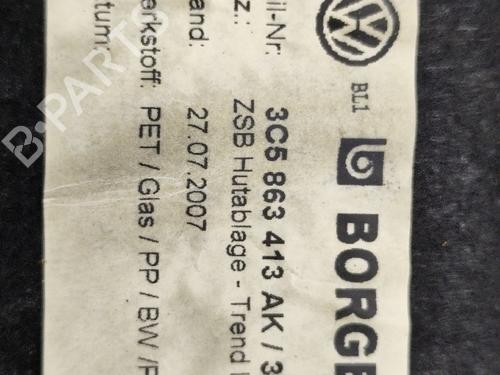 BL1 BORGE
il-Nr: 3C5 863 413 AK / 3
z.: ZSB Hutablage - Trend
and: 27.07.2007
erkstoff: PET / Glas / PP / BW /
tum:
B-PARTS